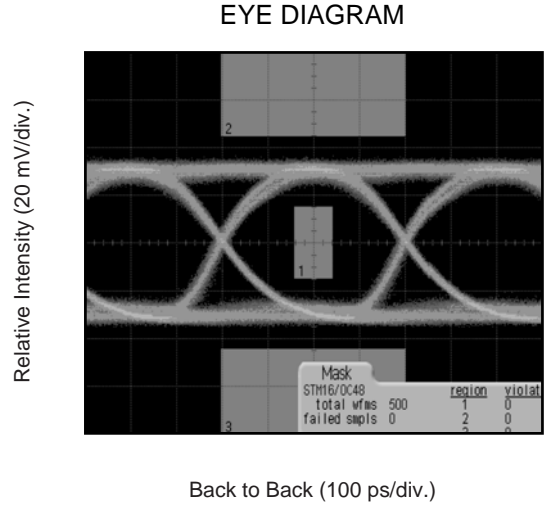 EYE DIAGRAM
Relative Intensity (20 mV/div.)
2
1
3
Mask
STM16/OC48 region violat
total wfms 500 1 0
failed smpls 0 2 0
Back to Back (100 ps/div.)